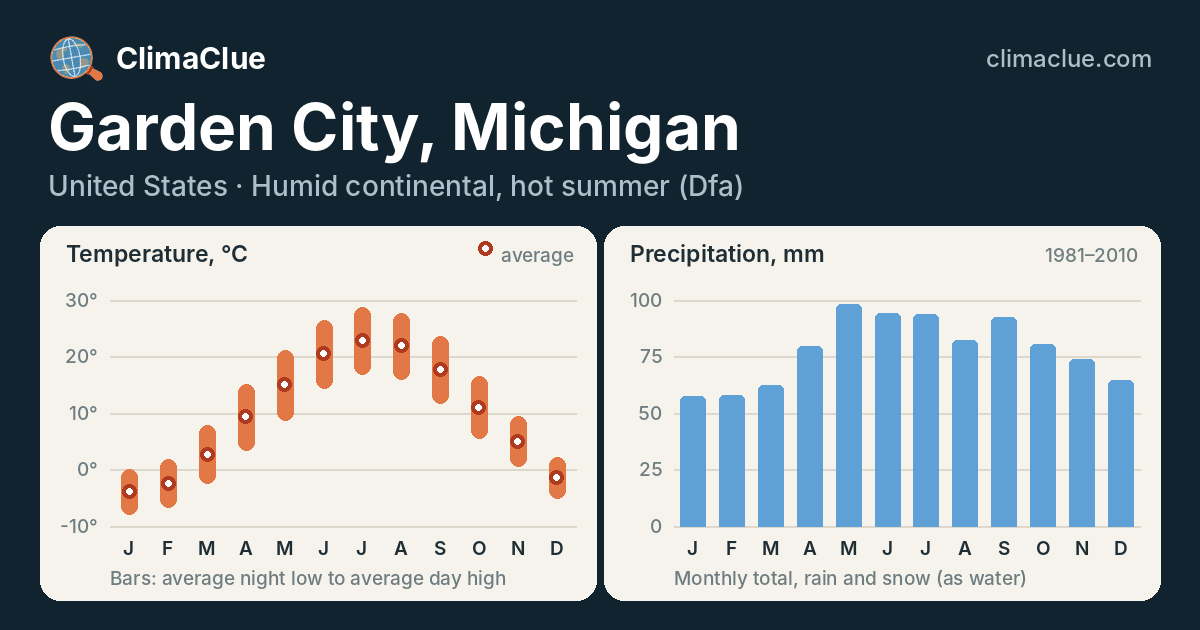 ClimaClue
climaclue.com
Garden City, Michigan
United States · Humid continental, hot summer (Dfa)
Temperature, °C
average
30°
20°
10°
0°
-10°
J F M A M J J A S O N D
Bars: average night low to average day high
Precipitation, mm
1981–2010
100
75
50
25
0
J F M A M J J A S O N D
Monthly total, rain and snow (as water)